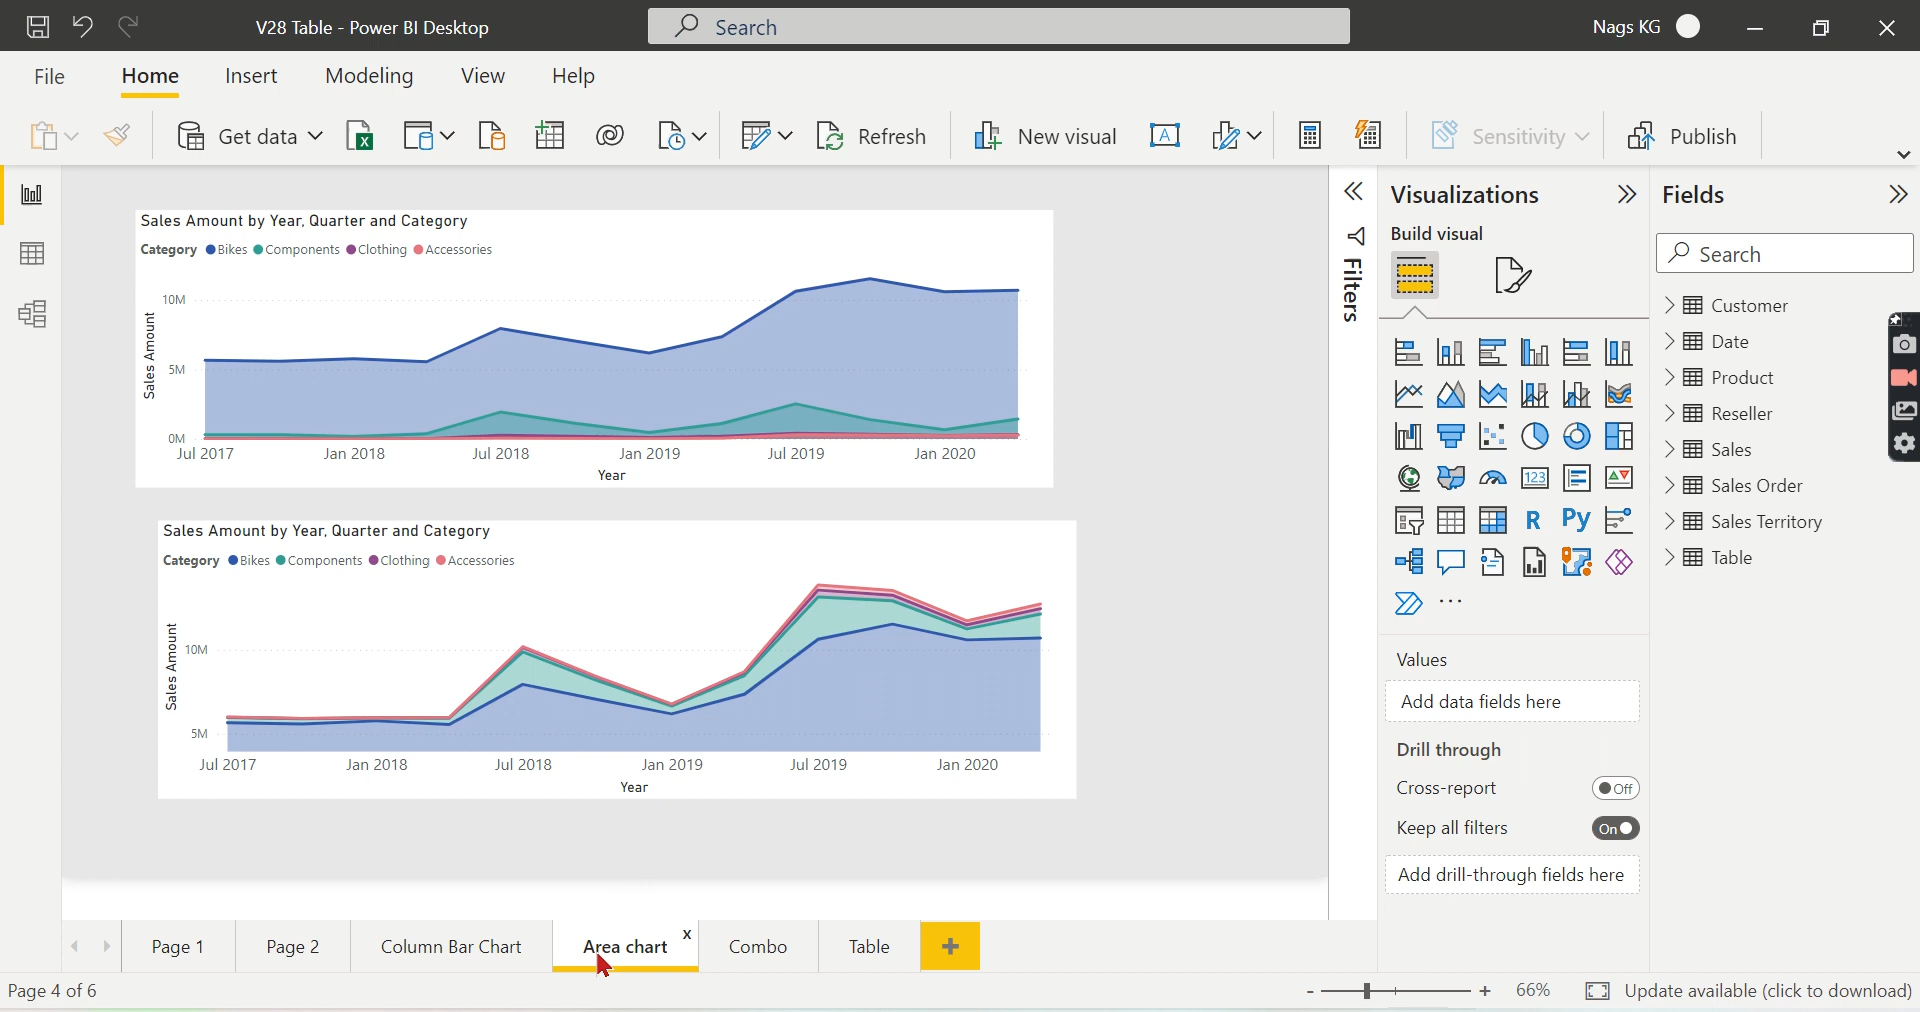 V28 Table - Power BI Desktop
Search
Nags KG
File Home Insert Modeling View Help
Get data
Refresh
New visual
Sensitivity
Publish
Sales Amount by Year, Quarter and Category
Category Bikes Components Clothing Accessories
10M
5M
0M
Sales Amount
Jul 2017 Jan 2018 Jul 2018 Jan 2019 Jul 2019 Jan 2020
Year
Sales Amount by Year, Quarter and Category
Category Bikes Components Clothing Accessories
10M
5M
Sales Amount
Jul 2017 Jan 2018 Jul 2018 Jan 2019 Jul 2019 Jan 2020
Year
Filters
Visualizations
Build visual
123
R
Py
Values
Add data fields here
Drill through
Cross-report Off
Keep all filters On
Add drill-through fields here
Fields
Search
Customer
Date
Product
Reseller
Sales
Sales Order
Sales Territory
Table
Page 1 Page 2 Column Bar Chart Area chart x Combo Table +
Page 4 of 6
- + 66%
Update available (click to download)